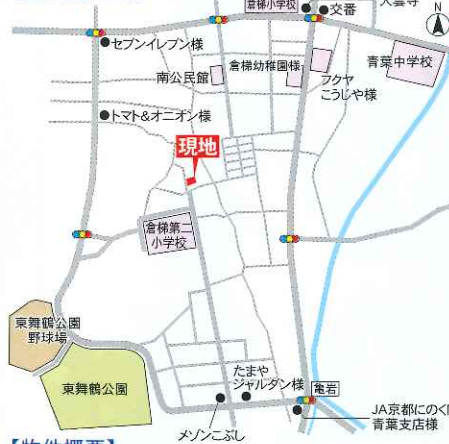 倉梯小学校
交番
N
セブンイレブン様
南公民館
倉梯幼稚園様
フクヤ
こうじや様
青葉中学校
トマト&オニオン様
現地
倉梯第二
小学校
東舞鶴公園
野球場
東舞鶴公園
たまや
ジャルダン様
亀岩
メゾンこぶし
JA京都にのくに
青葉支店様
【物件概要】